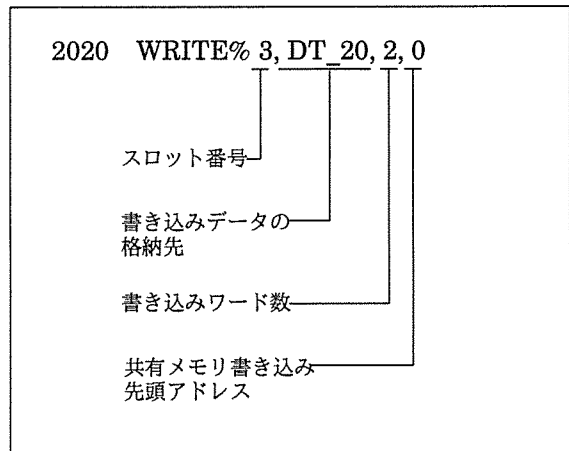 2020 WRITE% 3, DT_20, 2, 0
スロット番号
書き込みデータの
格納先
書き込みワード数
共有メモリ書き込み
先頭アドレス